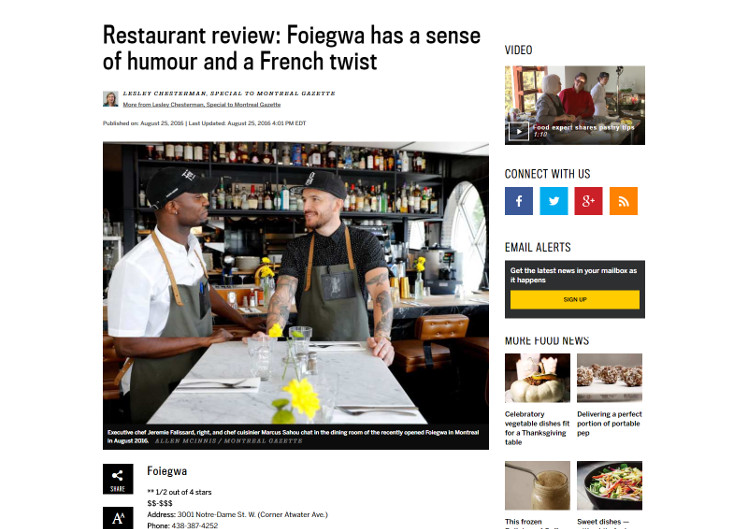 Restaurant review: Foiegwa has a sense
of humour and a French twist
LESLEY CHESTERMAN, SPECIAL TO MONTREAL GAZETTE
More from Lesley Chesterman, Special to Montreal Gazette
Published on: August 25, 2016 | Last Updated: August 25, 2016 4:01 PM EDT
Executive chef Jeremie Falissard, right, and chef cuisinier Marcus Sahou chat in the dining room of the recently opened Foiegwa in Montreal
in August 2016. ALLEN MCINNIS / MONTREAL GAZETTE
SHARE
Foiegwa
** 1/2 out of 4 stars
$$-$$$
Address: 3001 Notre-Dame St. W. (Corner Atwater Ave.)
Phone: 438-387-4252
AA
VIDEO
Food expert shares pastry tips
1:10
CONNECT WITH US
EMAIL ALERTS
Get the latest news in your mailbox as
it happens
SIGN UP
MORE FOOD NEWS
Celebratory
vegetable dishes fit
for a Thanksgiving
table
Delivering a perfect
portion of portable
pep
This frozen
Sweet dishes —